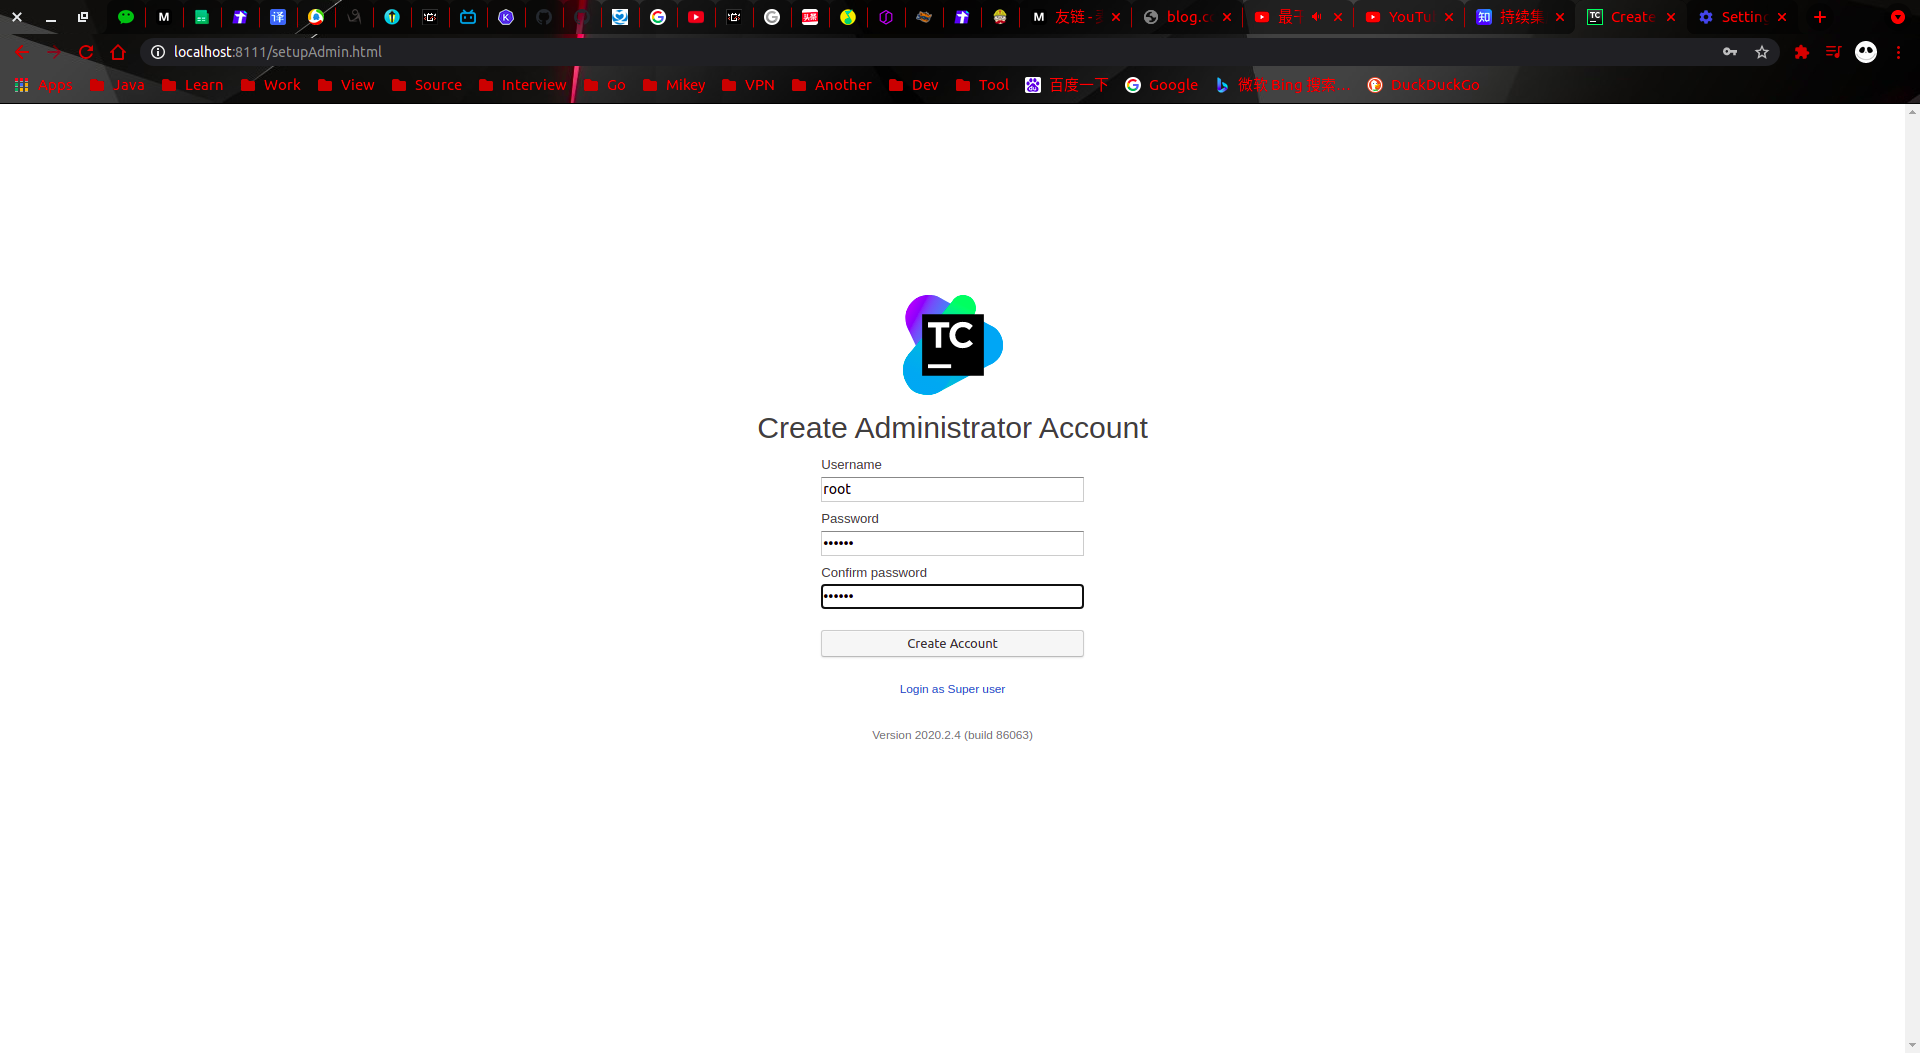 友链 -
blog.c
最
YouTu
持续集
Create
Settin
localhost:8111/setupAdmin.html
Apps
Java
Learn
Work
View
Source
Interview
Go
Mikey
VPN
Another
Dev
Tool
百度一下
Google
微软 Bing 搜索...
DuckDuckGo
TC
Create Administrator Account
Username
root
Password
••••••
Confirm password
••••••
Create Account
Login as Super user
Version 2020.2.4 (build 86063)